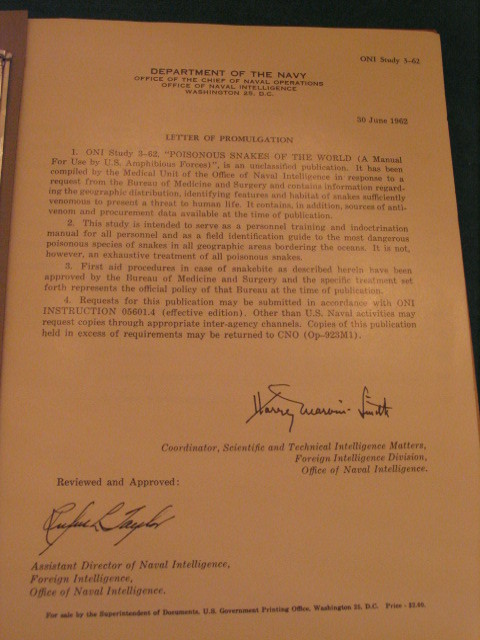 ONI Study 3-62
DEPARTMENT OF THE NAVY
OFFICE OF THE CHIEF OF NAVAL OPERATIONS
OFFICE OF NAVAL INTELLIGENCE
WASHINGTON 25, D.C.
30 June 1962
LETTER OF PROMULGATION
1. ONI Study 3-62, "POISONOUS SNAKES OF THE WORLD (A Manual
For Use by U.S. Amphibious Forces)", is an unclassified publication. It has been
compiled by the Medical Unit of the Office of Naval Intelligence in response to a
request from the Bureau of Medicine and Surgery and contains information regard-
ing the geographic distribution, identifying features and habitat of snakes sufficiently
venomous to present a threat to human life. It contains, in addition, sources of anti-
venom and procurement data available at the time of publication.
2. This study is intended to serve as a personnel training and indoctrination
manual for all personnel and as a field identification guide to the most dangerous
poisonous species of snakes in all geographic areas bordering the oceans. It is not,
however, an exhaustive treatment of all poisonous snakes.
3. First aid procedures in case of snakebite as described herein have been
approved by the Bureau of Medicine and Surgery and the specific treatment set
forth represents the official policy of that Bureau at the time of publication.
4. Requests for this publication may be submitted in accordance with ONI
INSTRUCTION 05601.4 (effective edition). Other than U.S. Naval activities may
request copies through appropriate inter-agency channels. Copies of this publication
held in excess of requirements may be returned to CNO (Op-923M1).
Harry Smith
Coordinator, Scientific and Technical Intelligence Matters,
Foreign Intelligence Division,
Office of Naval Intelligence.
Reviewed and Approved:
Rufus L Taylor
Assistant Director of Naval Intelligence,
Foreign Intelligence,
Office of Naval Intelligence.
For sale by the Superintendent of Documents, U.S. Government Printing Office, Washington 25, D.C. Price -